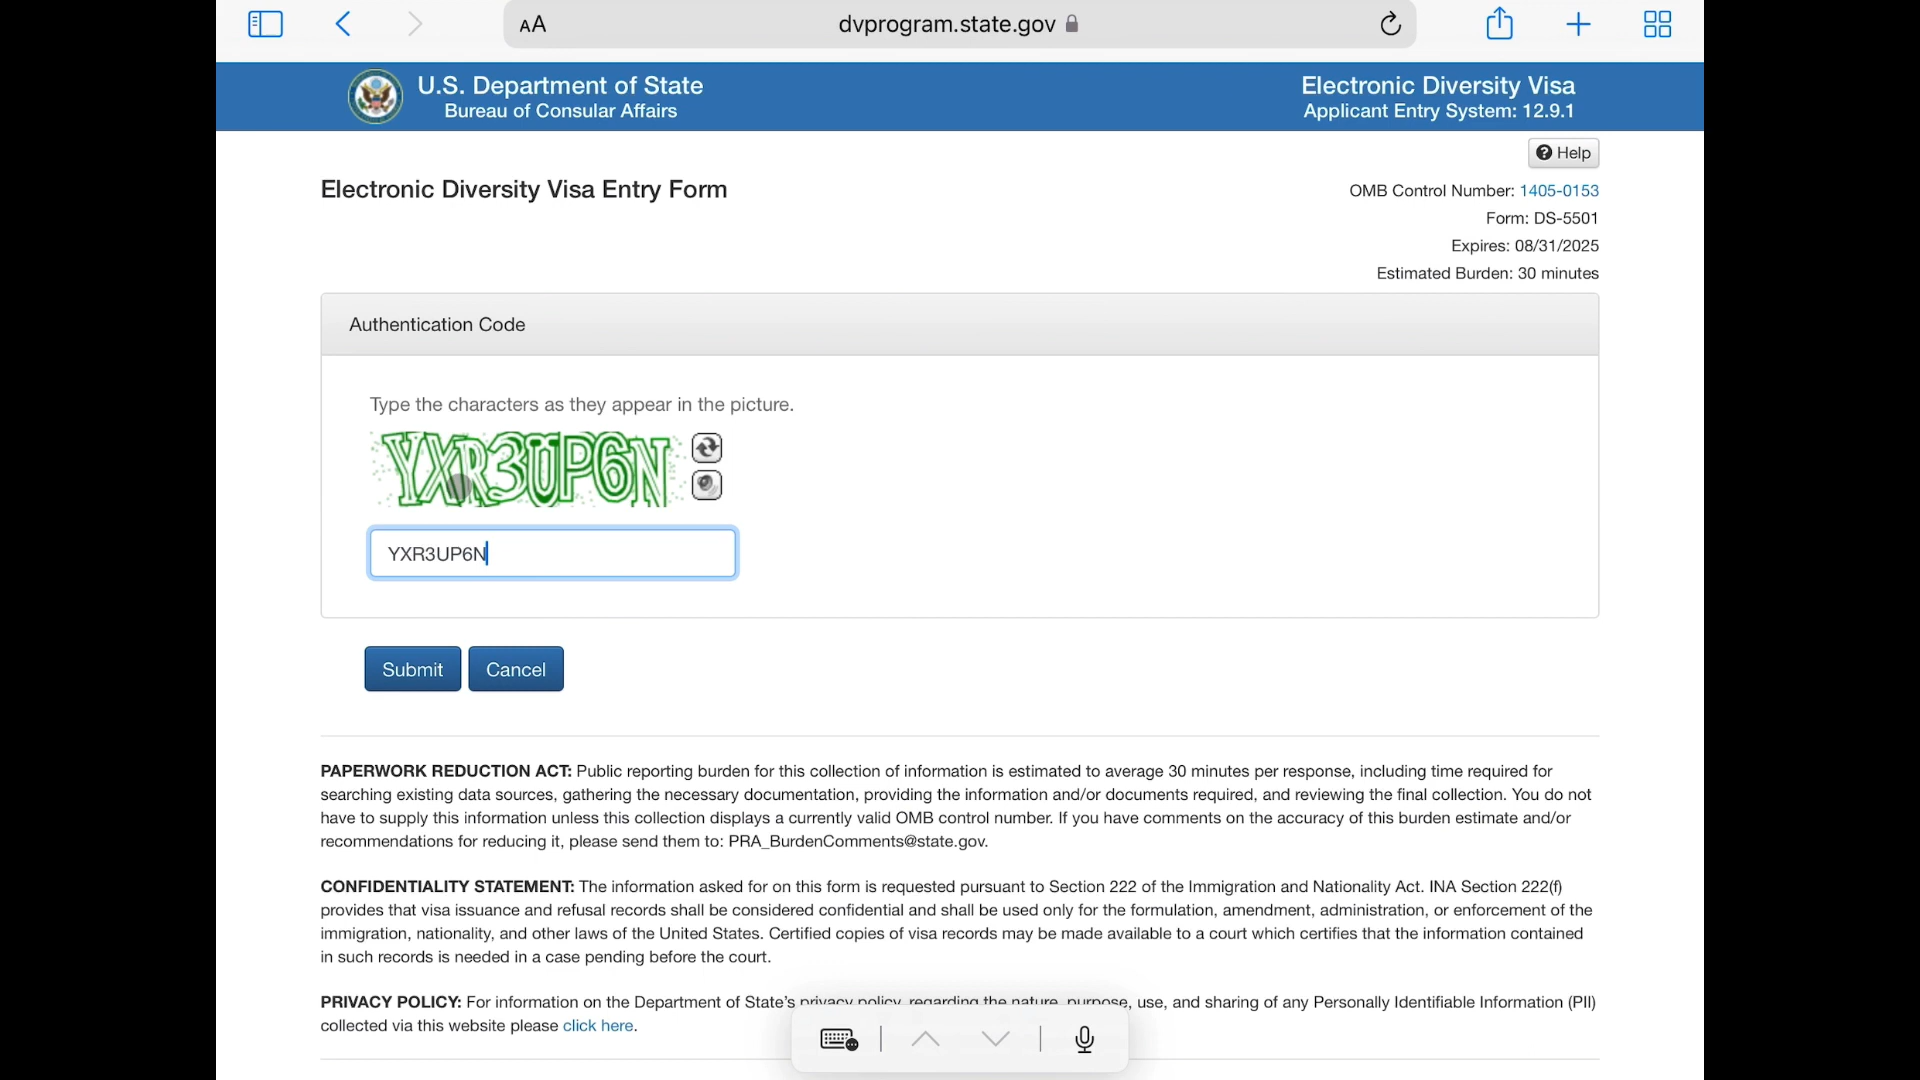 AA
dvprogram.state.gov
U.S. Department of State
Bureau of Consular Affairs
Electronic Diversity Visa
Applicant Entry System: 12.9.1
Help
Electronic Diversity Visa Entry Form
OMB Control Number: 1405-0153
Form: DS-5501
Expires: 08/31/2025
Estimated Burden: 30 minutes
Authentication Code
Type the characters as they appear in the picture.
YXR3UP6N
YXR3UP6N
Submit
Cancel
PAPERWORK REDUCTION ACT: Public reporting burden for this collection of information is estimated to average 30 minutes per response, including time required for
searching existing data sources, gathering the necessary documentation, providing the information and/or documents required, and reviewing the final collection. You do not
have to supply this information unless this collection displays a currently valid OMB control number. If you have comments on the accuracy of this burden estimate and/or
recommendations for reducing it, please send them to: PRA_BurdenComments@state.gov.
CONFIDENTIALITY STATEMENT: The information asked for on this form is requested pursuant to Section 222 of the Immigration and Nationality Act. INA Section 222(f)
provides that visa issuance and refusal records shall be considered confidential and shall be used only for the formulation, amendment, administration, or enforcement of the
immigration, nationality, and other laws of the United States. Certified copies of visa records may be made available to a court which certifies that the information contained
in such records is needed in a case pending before the court.
PRIVACY POLICY: For information on the Department of State's privacy policy regarding the nature, purpose, use, and sharing of any Personally Identifiable Information (PII)
collected via this website please click here.